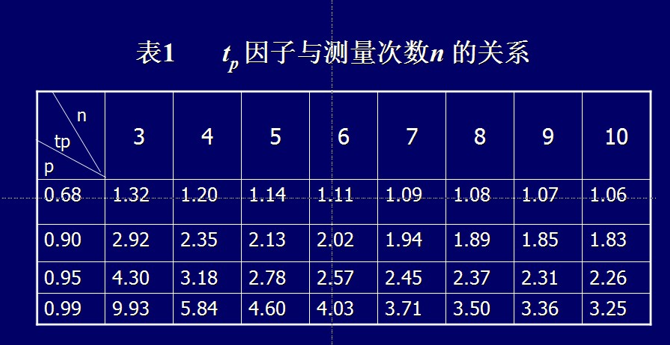 表1 tp 因子与测量次数n 的关系
n
tp
p
3 4 5 6 7 8 9 10
0.68 1.32 1.20 1.14 1.11 1.09 1.08 1.07 1.06
0.90 2.92 2.35 2.13 2.02 1.94 1.89 1.85 1.83
0.95 4.30 3.18 2.78 2.57 2.45 2.37 2.31 2.26
0.99 9.93 5.84 4.60 4.03 3.71 3.50 3.36 3.25